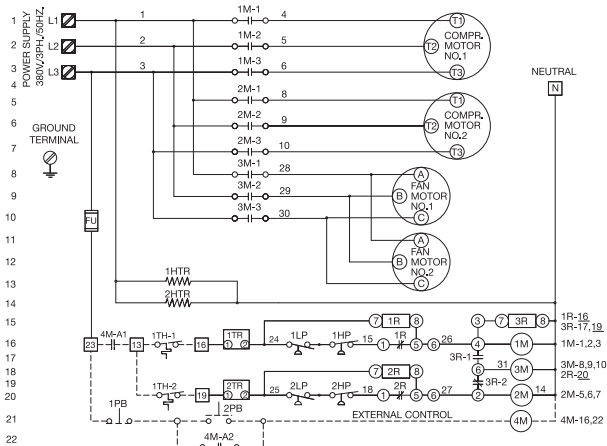 POWER SUPPLY
380V./3PH./50HZ.
1 L1 1 1M-1 4 T1
COMPR.
2 L2 2 1M-2 5 T2 MOTOR
NO.1
3 L3 3 1M-3 6 T3 NEUTRAL
4
5 2M-1 8 T1 N
COMPR.
6 2M-2 9 T2 MOTOR
GROUND
TERMINAL
NO.2
7 2M-3 10 T3
8 3M-1 28 A
FAN
9 3M-2 29 B MOTOR
NO.1
10 FU 3M-3 30 C
11 A
FAN
12 B MOTOR
NO.2
13 1HTR C
14 2HTR
15 7 1R 8 3 7 3R 8 1R-16
3R-17,19
16 23 4M-A1 13 1TH-1 16 1TR 1 2 24 1LP 1HP 15 1 1R 5 6 26 4 1M 1M-1,2,3
17 3R-1
18 7 2R 8 6 31 3M 3M-8,9,10
19 3R-2 2R-20
20 1TH-2 19 2TR 1 2 25 2LP 2HP 18 1 2R 5 6 27 2 2M 14 2M-5,6,7
21 1PB 2PB EXTERNAL CONTROL 4M 4M-16,22
22 4M-A2